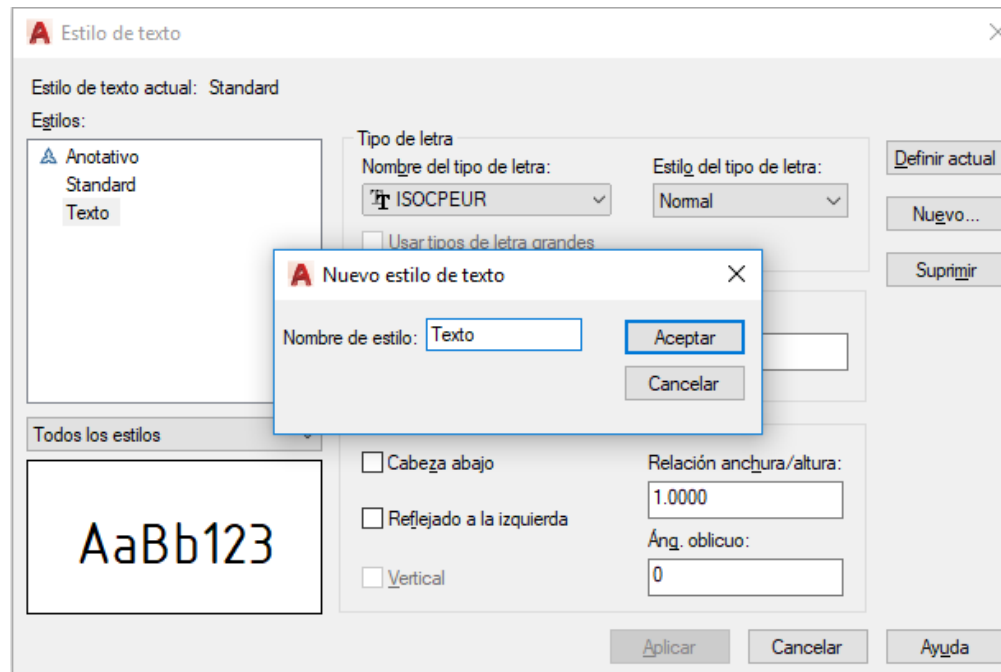 Estilo de texto
Estilo de texto actual: Standard
Estilos:
Anotativo
Standard
Texto
Todos los estilos
AaBb123
Tipo de letra
Nombre del tipo de letra:
ISOCPEUR
Usar tipos de letra grandes
Estilo del tipo de letra:
Normal
Definir actual
Nuevo...
Suprimir
Nuevo estilo de texto
Nombre de estilo: Texto
Aceptar
Cancelar
Cabeza abajo
Reflejado a la izquierda
Vertical
Relación anchura/altura:
1.0000
Áng. oblicuo:
0
Aplicar
Cancelar
Ayuda